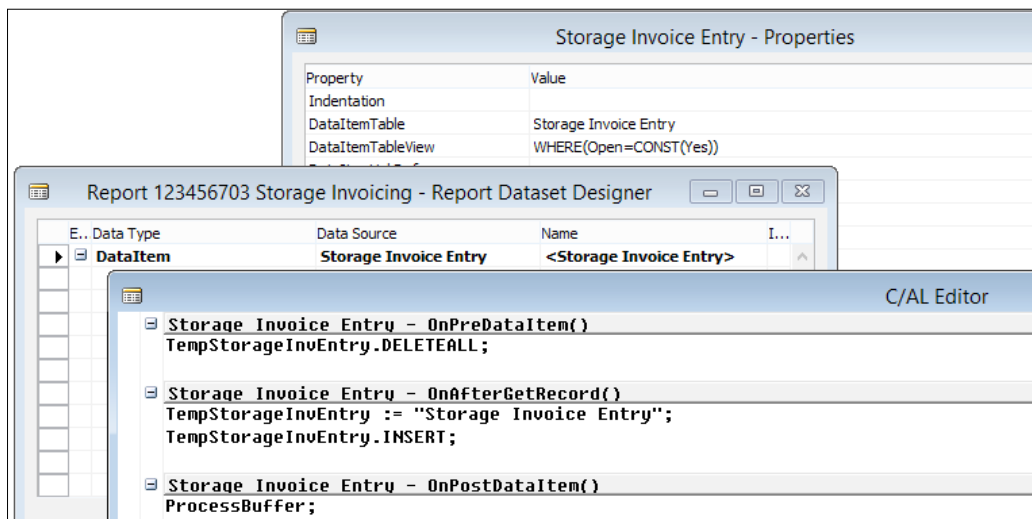 Storage Invoice Entry - Properties
Property Value
Indentation
DataItemTable Storage Invoice Entry
DataItemTableView WHERE(Open=CONST(Yes))
Report 123456703 Storage Invoicing - Report Dataset Designer
E.. Data Type Data Source Name I...
DataItem Storage Invoice Entry <Storage Invoice Entry>
C/AL Editor
Storage Invoice Entry - OnPreDataItem()
TempStorageInvEntry.DELETEALL;
Storage Invoice Entry - OnAfterGetRecord()
TempStorageInvEntry := "Storage Invoice Entry";
TempStorageInvEntry.INSERT;
Storage Invoice Entry - OnPostDataItem()
ProcessBuffer;